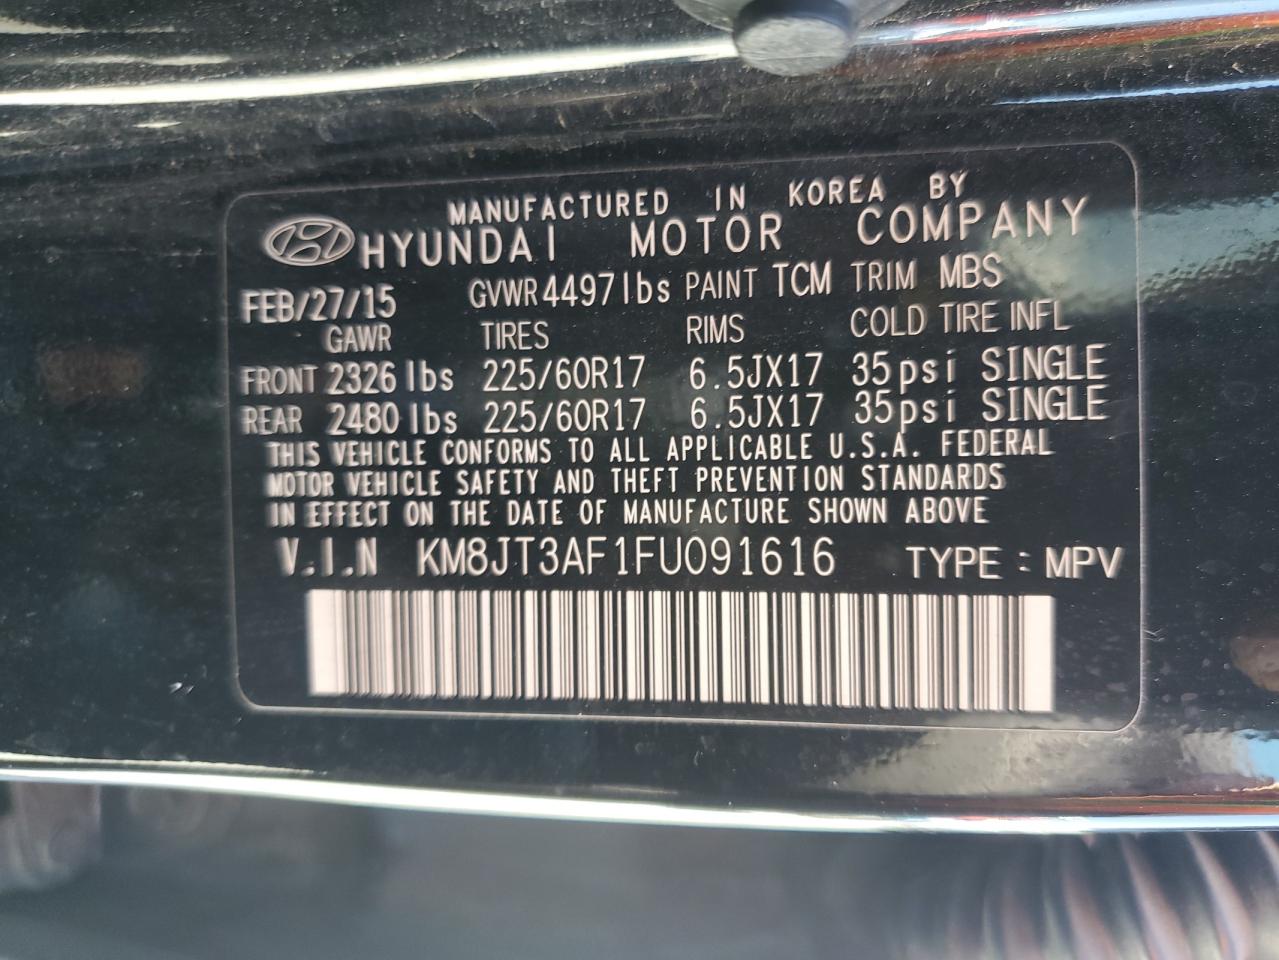 MANUFACTURED IN KOREA BY
HYUNDAI MOTOR COMPANY
FEB/27/15 GVWR 4497 lbs PAINT TCM TRIM MBS
GAWR TIRES RIMS COLD TIRE INFL
FRONT 2326 lbs 225/60R17 6.5JX17 35psi SINGLE
REAR 2480 lbs 225/60R17 6.5JX17 35psi SINGLE
THIS VEHICLE CONFORMS TO ALL APPLICABLE U.S.A. FEDERAL
MOTOR VEHICLE SAFETY AND THEFT PREVENTION STANDARDS
IN EFFECT ON THE DATE OF MANUFACTURE SHOWN ABOVE
V.I.N KM8JT3AF1FU091616 TYPE : MPV